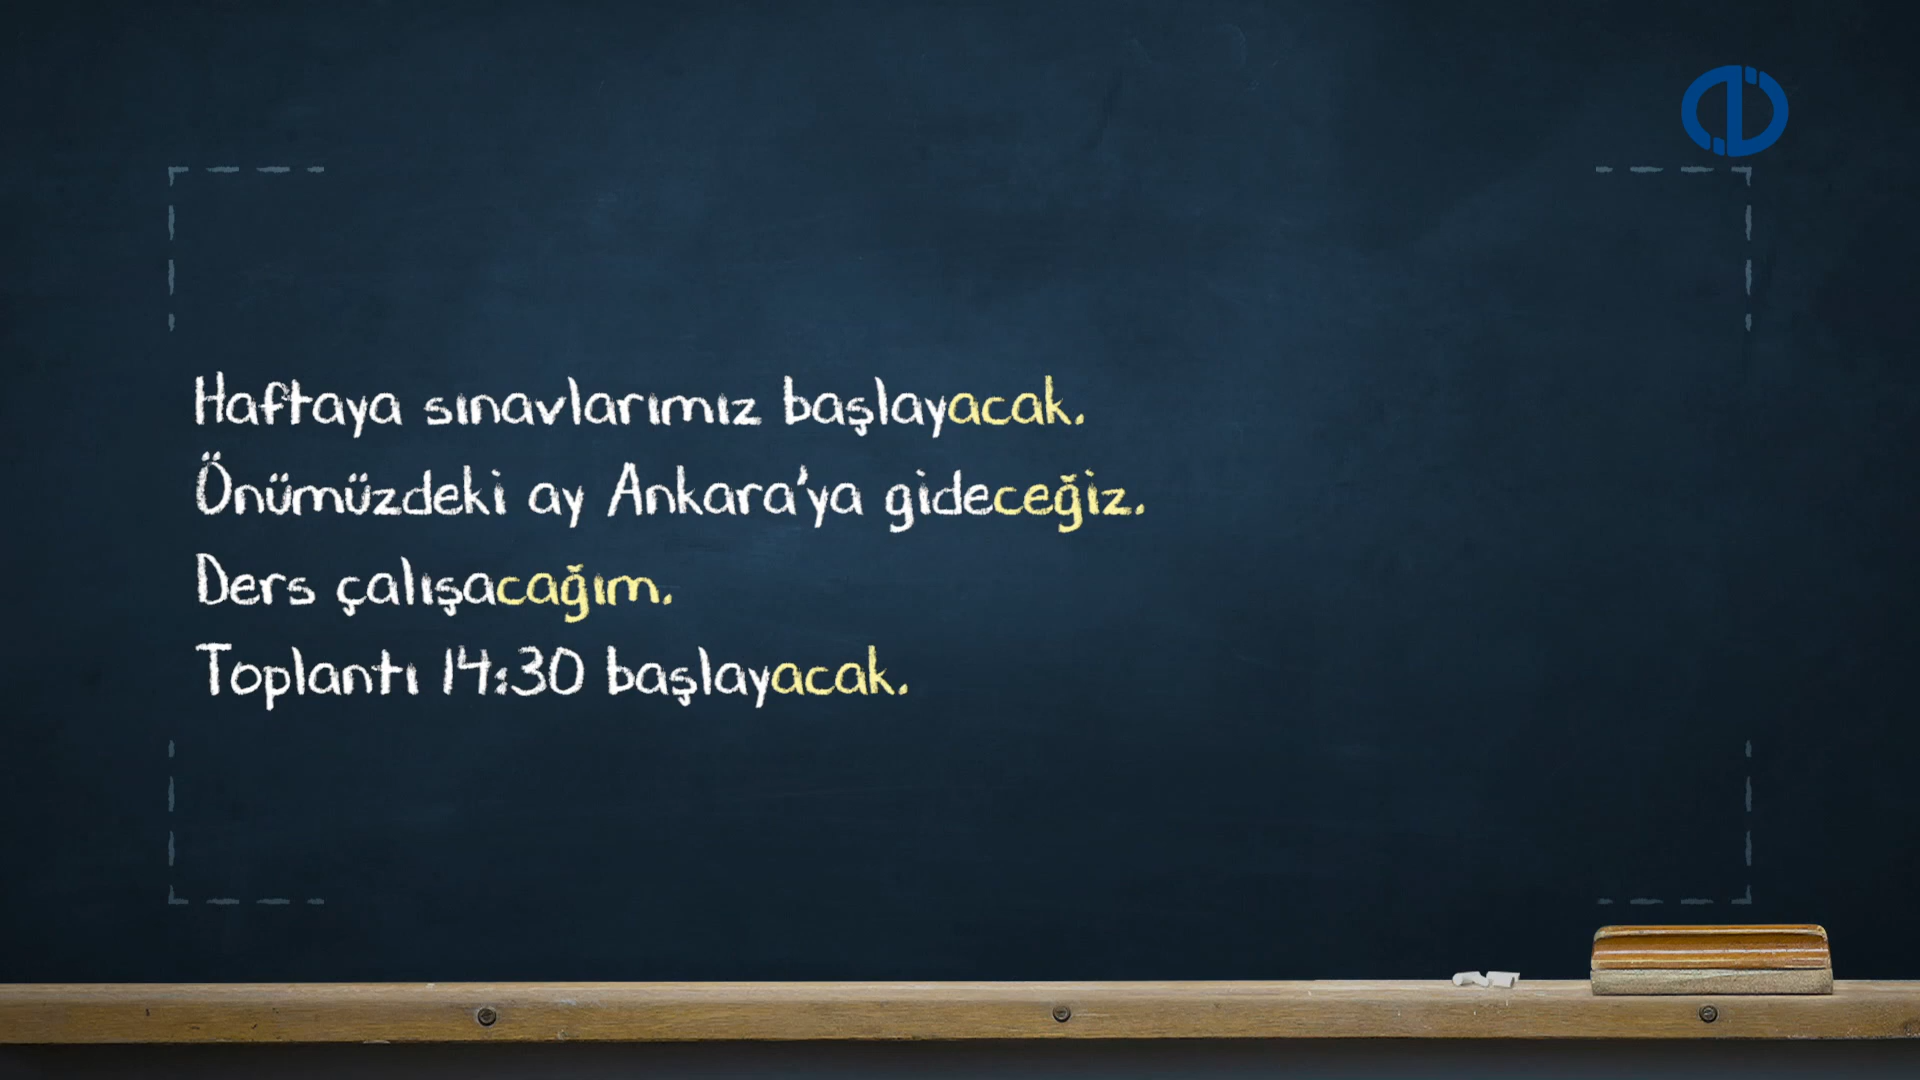 Haftaya sınavlarımız başlayacak.
Önümüzdeki ay Ankara'ya gideceğiz.
Ders çalışacağım.
Toplantı 14:30 başlayacak.